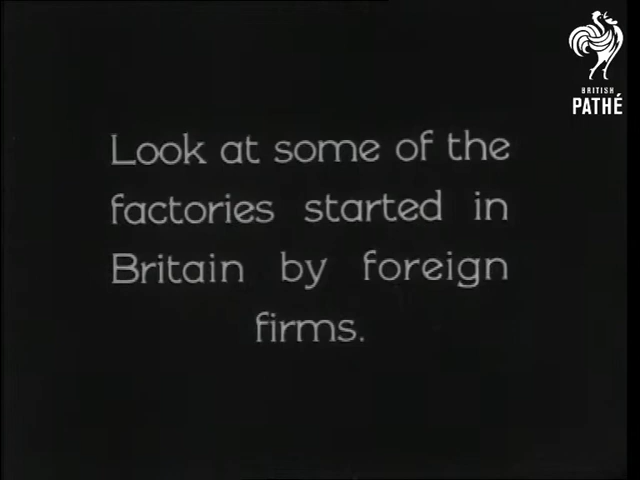 BRITISH
PATHÉ
Look at some of the
factories started in
Britain by foreign
firms.